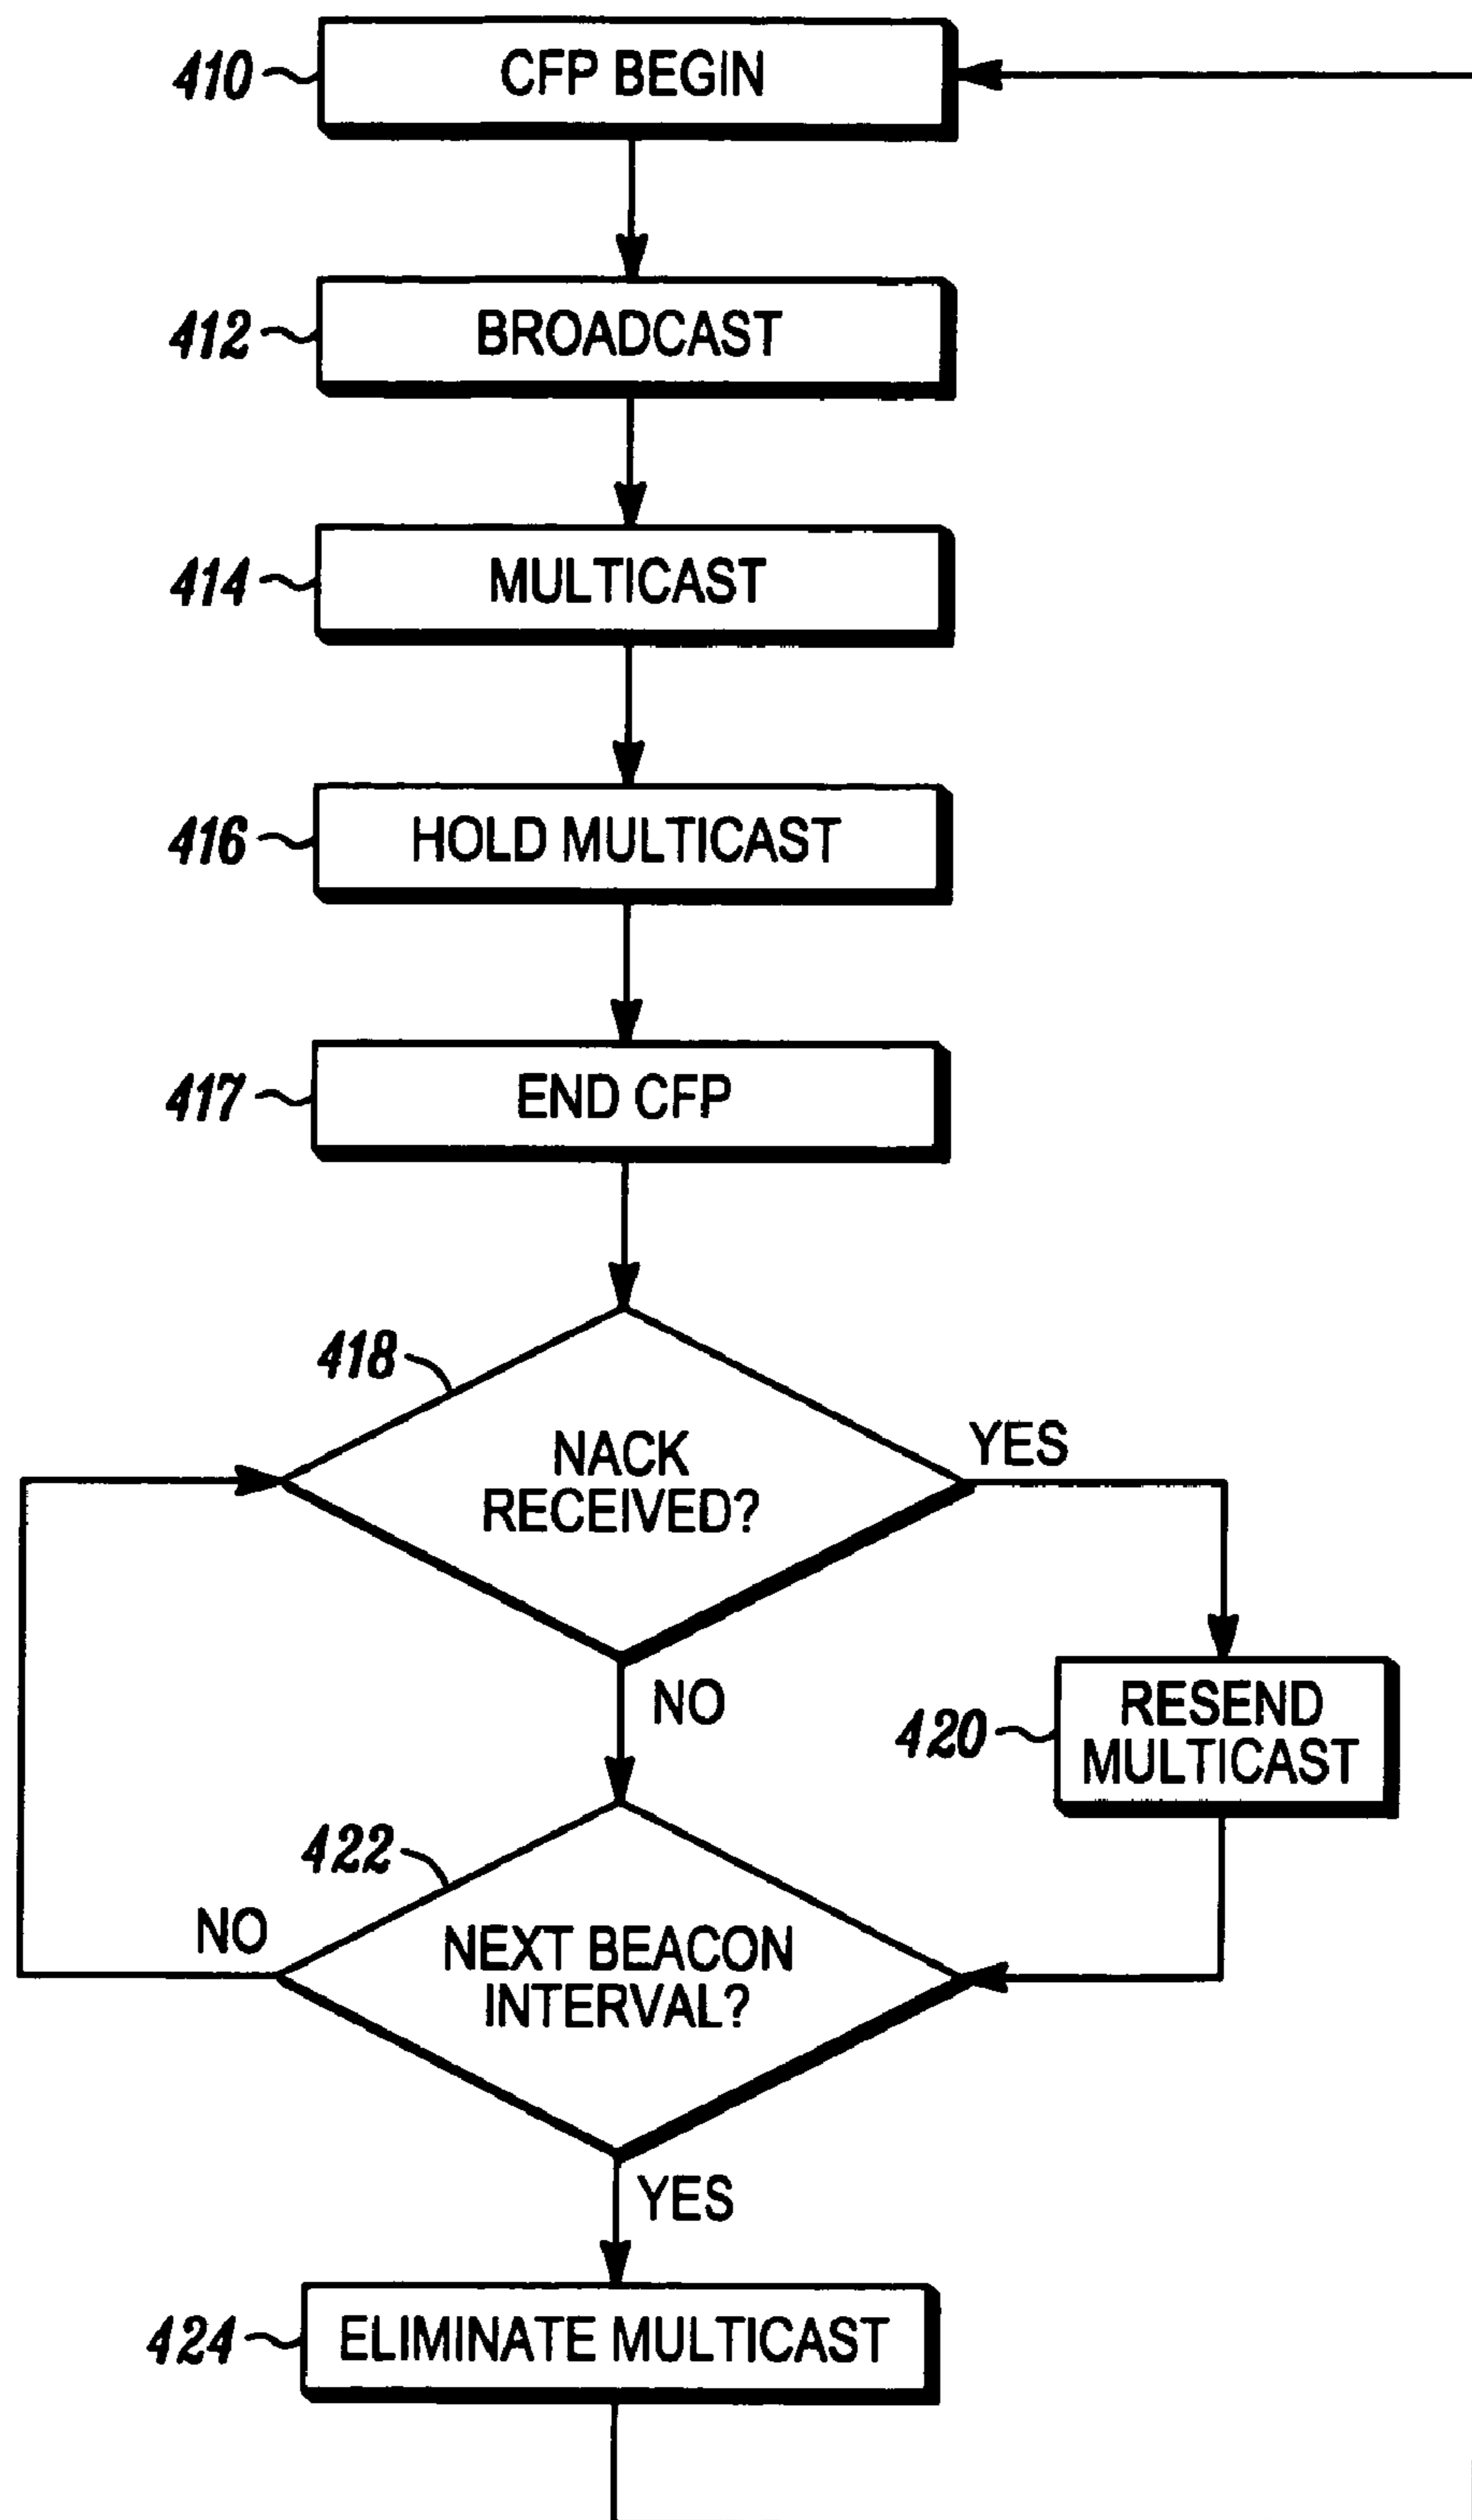 410
CFP BEGIN
412
BROADCAST
414
MULTICAST
416
HOLD MULTICAST
417
END CFP
418
NACK
RECEIVED?
YES
NO
420
RESEND
MULTICAST
422
NO
NEXT BEACON
INTERVAL?
YES
424
ELIMINATE MULTICAST